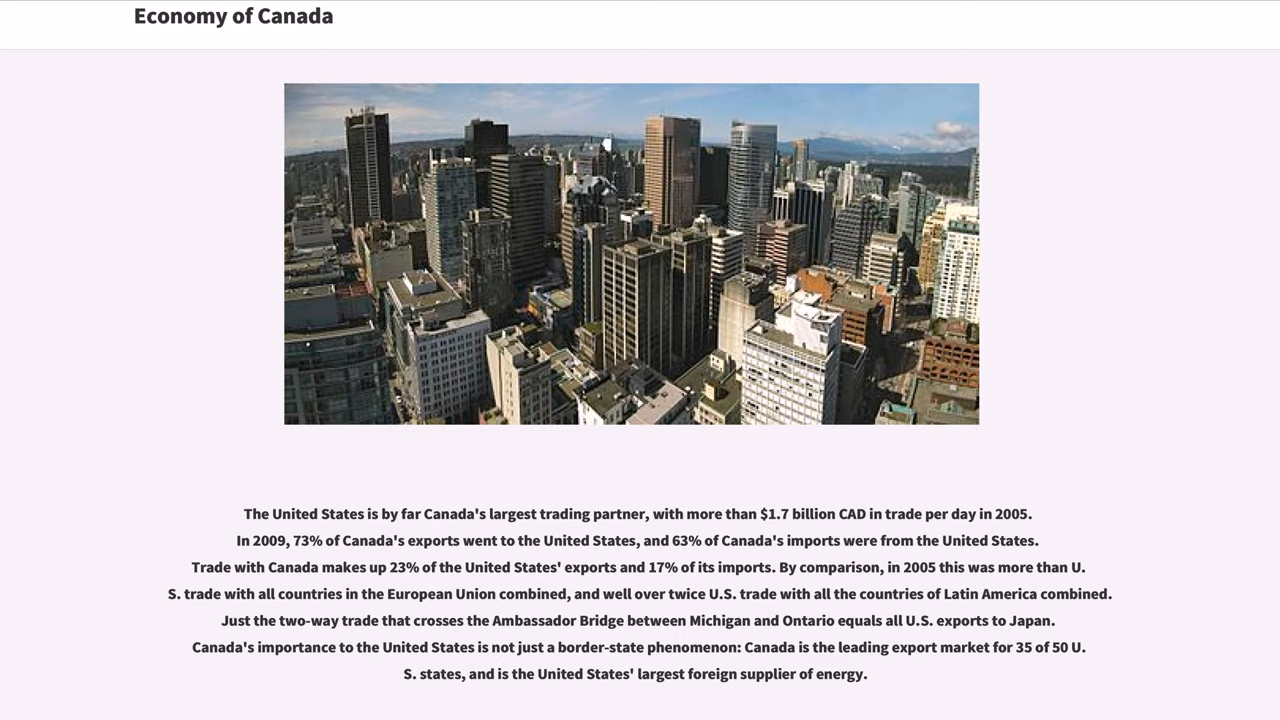 Economy of Canada
The United States is by far Canada's largest trading partner, with more than $1.7 billion CAD in trade per day in 2005.
In 2009, 73% of Canada's exports went to the United States, and 63% of Canada's imports were from the United States.
Trade with Canada makes up 23% of the United States' exports and 17% of its imports. By comparison, in 2005 this was more than U.
S. trade with all countries in the European Union combined, and well over twice U.S. trade with all the countries of Latin America combined.
Just the two-way trade that crosses the Ambassador Bridge between Michigan and Ontario equals all U.S. exports to Japan.
Canada's importance to the United States is not just a border-state phenomenon: Canada is the leading export market for 35 of 50 U.
S. states, and is the United States' largest foreign supplier of energy.